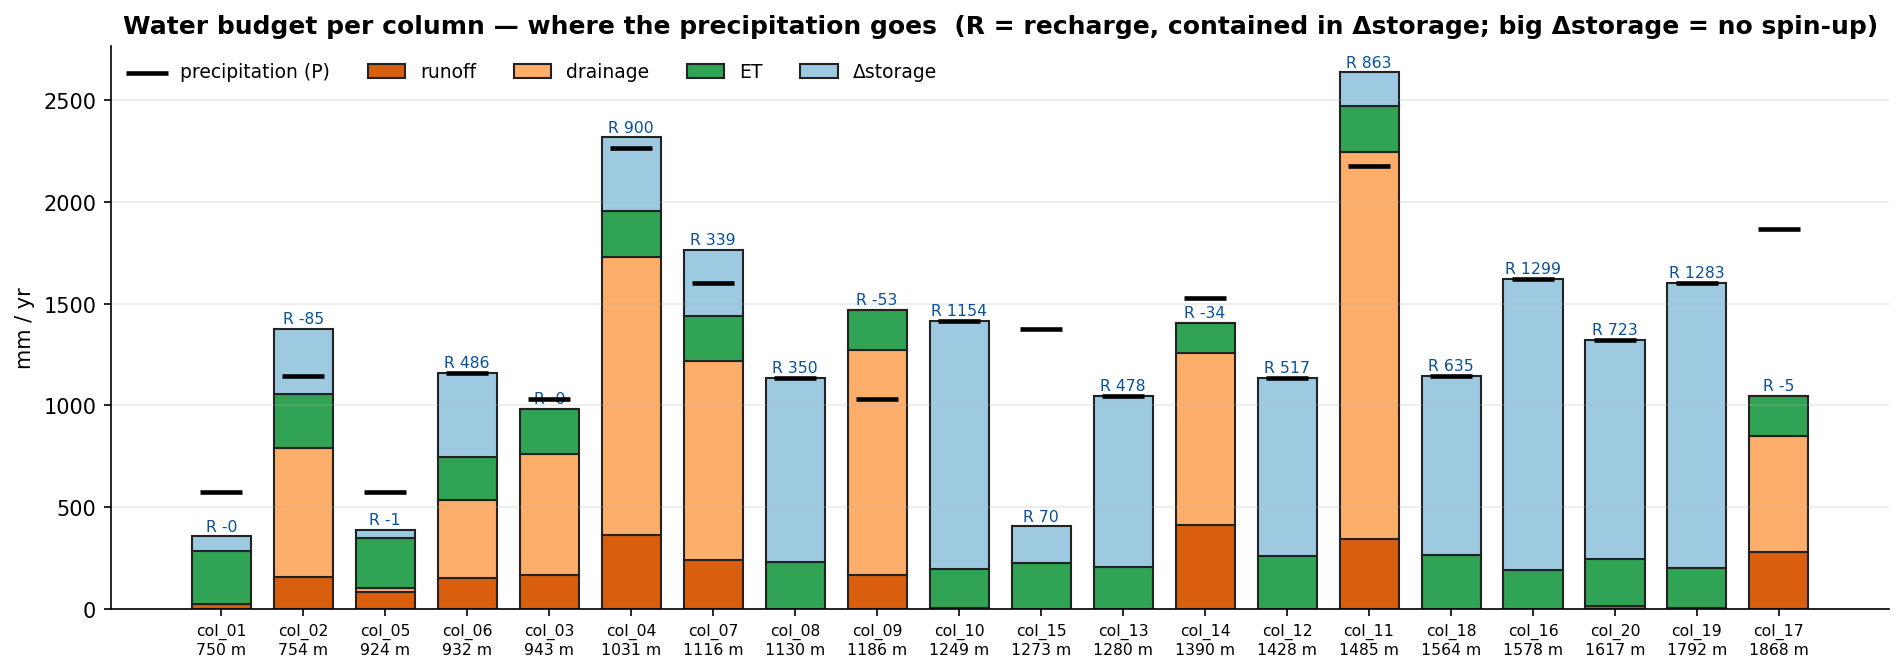 Water budget per column — where the precipitation goes  (R = recharge, contained in Δstorage; big Δstorage = no spin-up)
precipitation (P)
runoff
drainage
ET
Δstorage
mm / yr
2500
2000
1500
1000
500
0
R -0
R -85
R -1
R 486
R -0
R 900
R 339
R 350
R -53
R 1154
R 70
R 478
R -34
R 517
R 863
R 635
R 1299
R 723
R 1283
R -5
col_01
750 m
col_02
754 m
col_05
924 m
col_06
932 m
col_03
943 m
col_04
1031 m
col_07
1116 m
col_08
1130 m
col_09
1186 m
col_10
1249 m
col_15
1273 m
col_13
1280 m
col_14
1390 m
col_12
1428 m
col_11
1485 m
col_18
1564 m
col_16
1578 m
col_20
1617 m
col_19
1792 m
col_17
1868 m